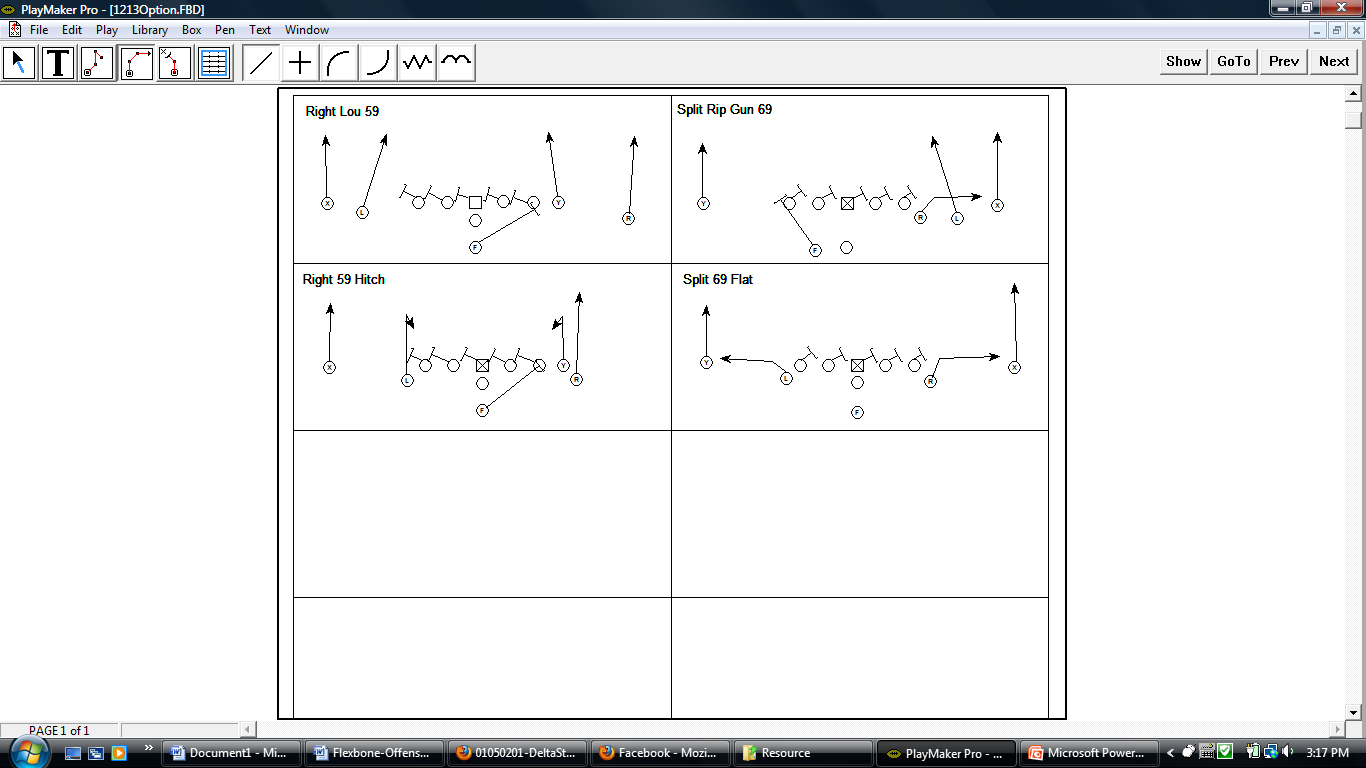 PlayMaker Pro - [1213Option.FBD]
File Edit Play Library Box Pen Text Window
T
Show GoTo Prev Next
Right Lou 59
Split Rip Gun 69
X L Y R F
Y R L X F
Right 59 Hitch
Split 69 Flat
X L Y R F
Y L R X F
PAGE 1 of 1
Document1 - Mi... Flexbone-Offens... 01050201-DeltaSt... Facebook - Mozi... Resource PlayMaker Pro - ... Microsoft Power... 3:17 PM